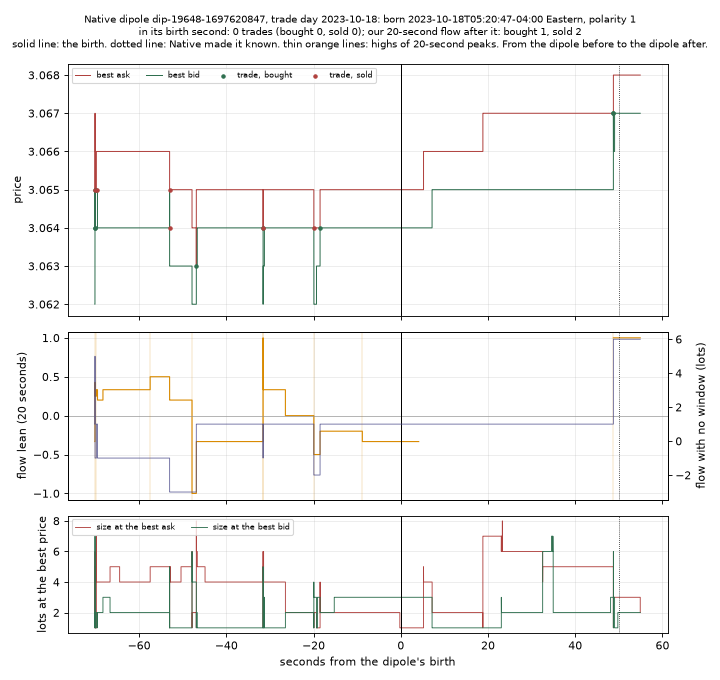 Native dipole dip-19648-1697620847, trade day 2023-10-18: born 2023-10-18T05:20:47-04:00 Eastern, polarity 1
in its birth second: 0 trades (bought 0, sold 0); our 20-second flow after it: bought 1, sold 2
solid line: the birth. dotted line: Native made it known. thin orange lines: highs of 20-second peaks. From the dipole before to the dipole after.
best ask
best bid
trade, bought
trade, sold
3.068
3.067
3.066
3.065
3.064
3.063
3.062
price
1.0
0.5
0.0
−0.5
−1.0
flow lean (20 seconds)
6
4
2
0
−2
flow with no window (lots)
size at the best ask
size at the best bid
8
6
4
2
lots at the best price
−60
−40
−20
0
20
40
60
seconds from the dipole's birth